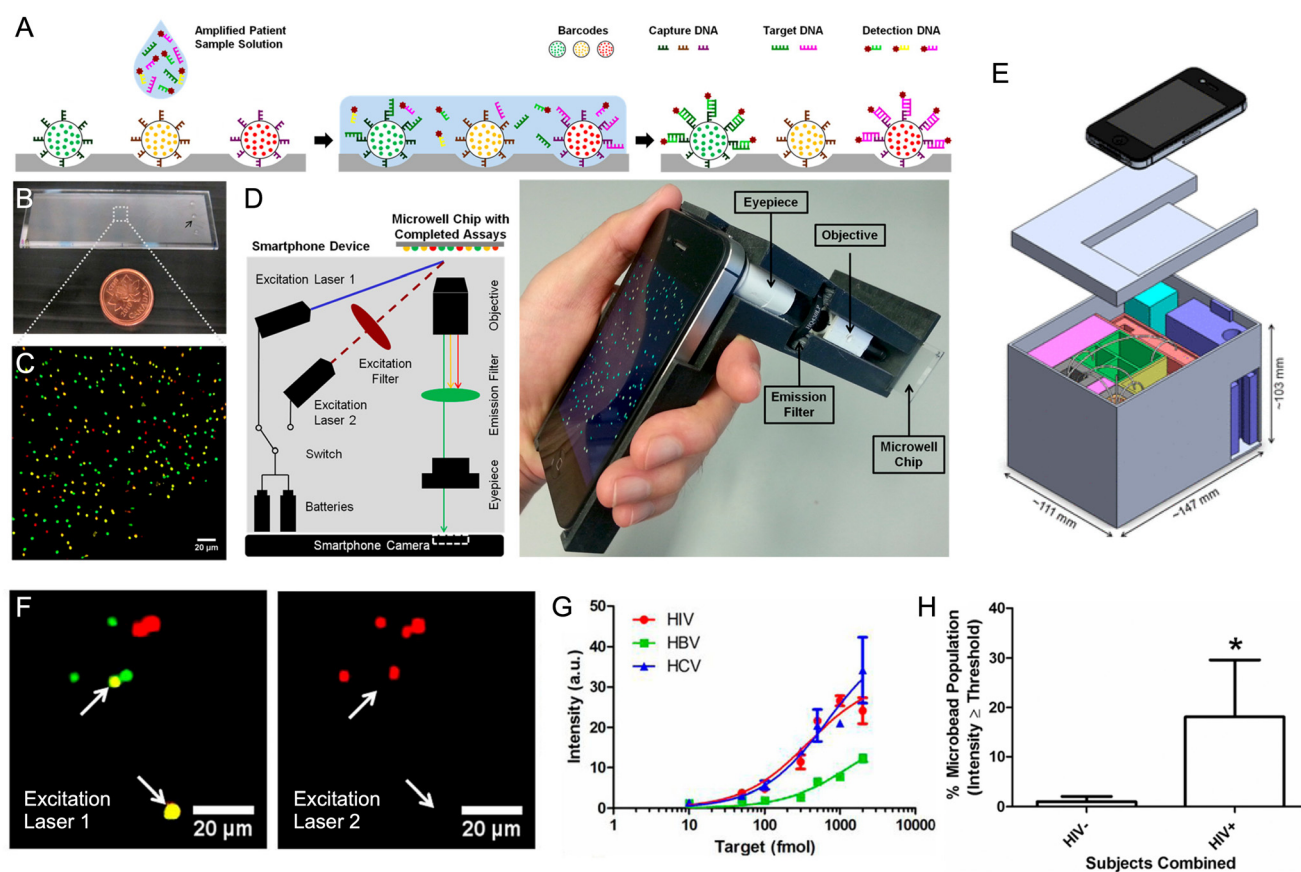 A
Amplified Patient
Sample Solution
Barcodes
Capture DNA
Target DNA
Detection DNA
B
C
20 µm
D
Microwell Chip with
Completed Assays
Smartphone Device
Excitation Laser 1
Excitation
Filter
Excitation
Laser 2
Switch
Batteries
Objective
Emission Filter
Eyepiece
Smartphone Camera
Eyepiece
Objective
Emission
Filter
Microwell
Chip
E
~103 mm
~111 mm
~147 mm
F
Excitation
Laser 1
20 µm
Excitation
Laser 2
20 µm
G
Intensity (a.u.)
50
40
30
20
10
0
HIV
HBV
HCV
1
10
100
1000
10000
Target (fmol)
H
% Microbead Population
(Intensity ≥ Threshold)
40
30
20
10
0
*
HIV-
HIV+
Subjects Combined